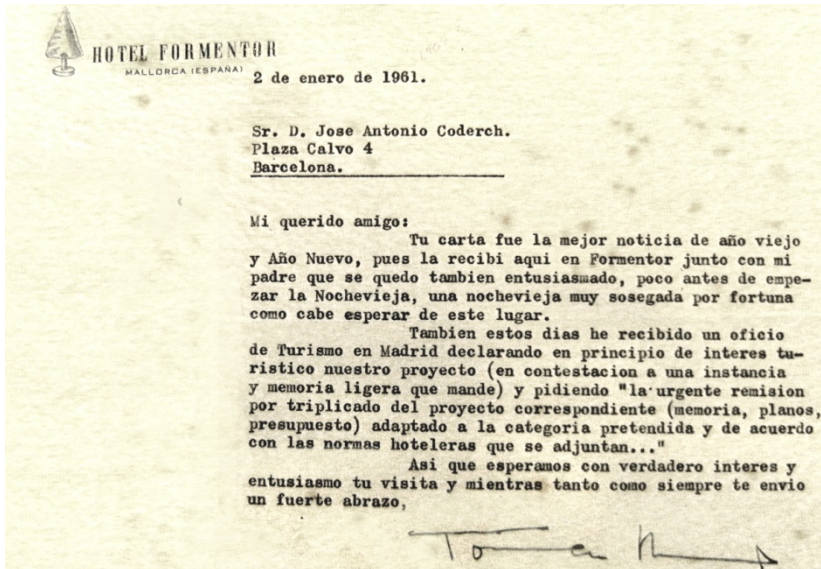 HOTEL FORMENTOR
MALLORCA (ESPAÑA)
2 de enero de 1961.
Sr. D. Jose Antonio Coderch.
Plaza Calvo 4
Barcelona.
Mi querido amigo:
Tu carta fue la mejor noticia de año viejo
y Año Nuevo, pues la recibi aqui en Formentor junto con mi
padre que se quedo tambien entusiasmado, poco antes de empe-
zar la Nochevieja, una nochevieja muy sosegada por fortuna
como cabe esperar de este lugar.
Tambien estos dias he recibido un oficio
de Turismo en Madrid declarando en principio de interes tu-
ristico nuestro proyecto (en contestacion a una instancia
y memoria ligera que mande) y pidiendo "la urgente remision
por triplicado del proyecto correspondiente (memoria, planos,
presupuesto) adaptado a la categoria pretendida y de acuerdo
con las normas hoteleras que se adjuntan..."
Asi que esperamos con verdadero interes y
entusiasmo tu visita y mientras tanto como siempre te envio
un fuerte abrazo,